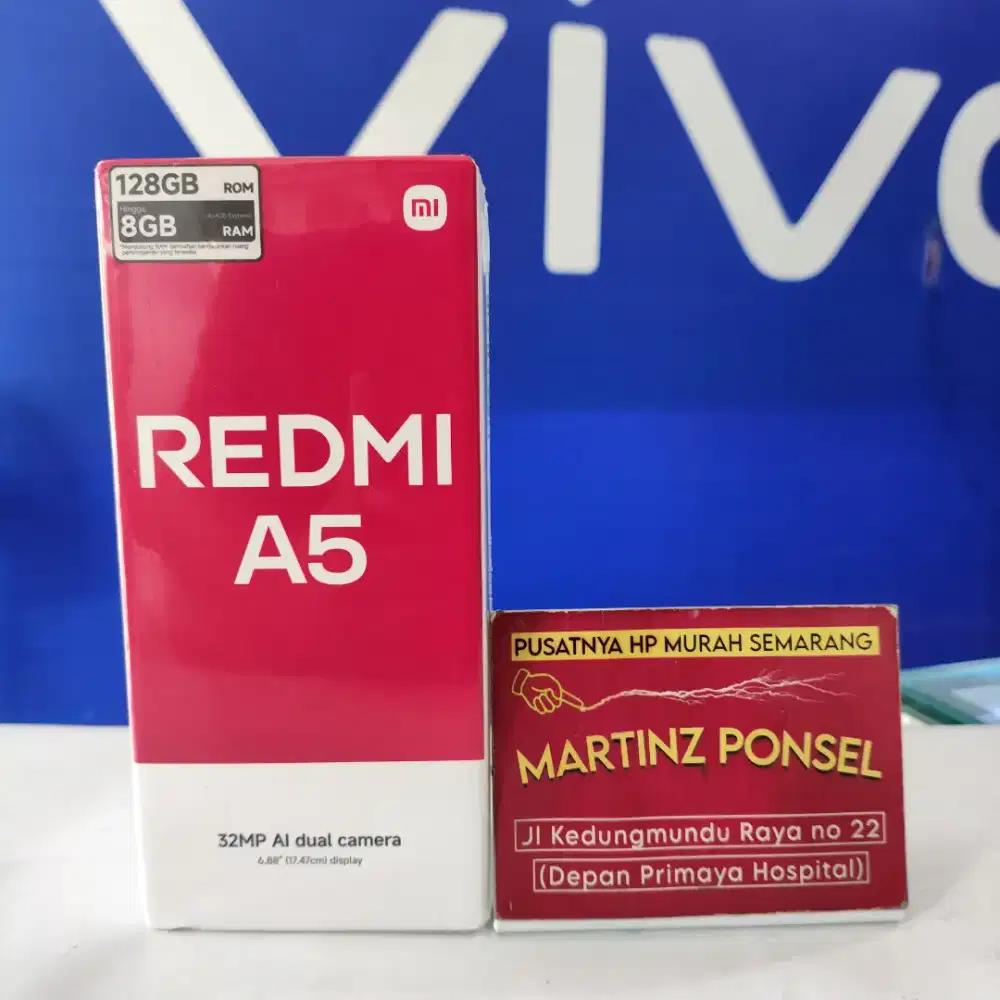 vivo
128GB ROM
Hingga
8GB RAM
mi
REDMI
A5
32MP AI dual camera
6.88" (17.47cm) display
PUSATNYA HP MURAH SEMARANG
MARTINZ PONSEL
Jl Kedungmundu Raya no 22
(Depan Primaya Hospital)